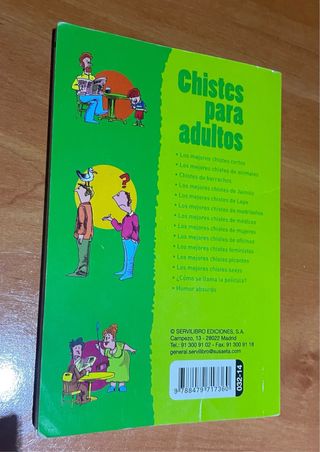 Chistes
para
adultos
• Los mejores chistes cortos
• Los mejores chistes de animales
• Chistes de borrachos
• Los mejores chistes de Jaimito
• Los mejores chistes de Lepe
• Los mejores chistes de matrimonios
• Los mejores chistes de médicos
• Los mejores chistes de mujeres
• Los mejores chistes de oficinas
• Los mejores chistes feministas
• Los mejores chistes picantes
• Los mejores chistes sexys
• ¿Cómo se llama la película?
• Humor absurdo
?
© SERVILIBRO EDICIONES, S.A.
Campezo, 13 - 28022 Madrid
Tel.: 91 300 91 02 - Fax: 91 300 91 18
general.servilibro@susaeta.com
032-14
9 788479 717360